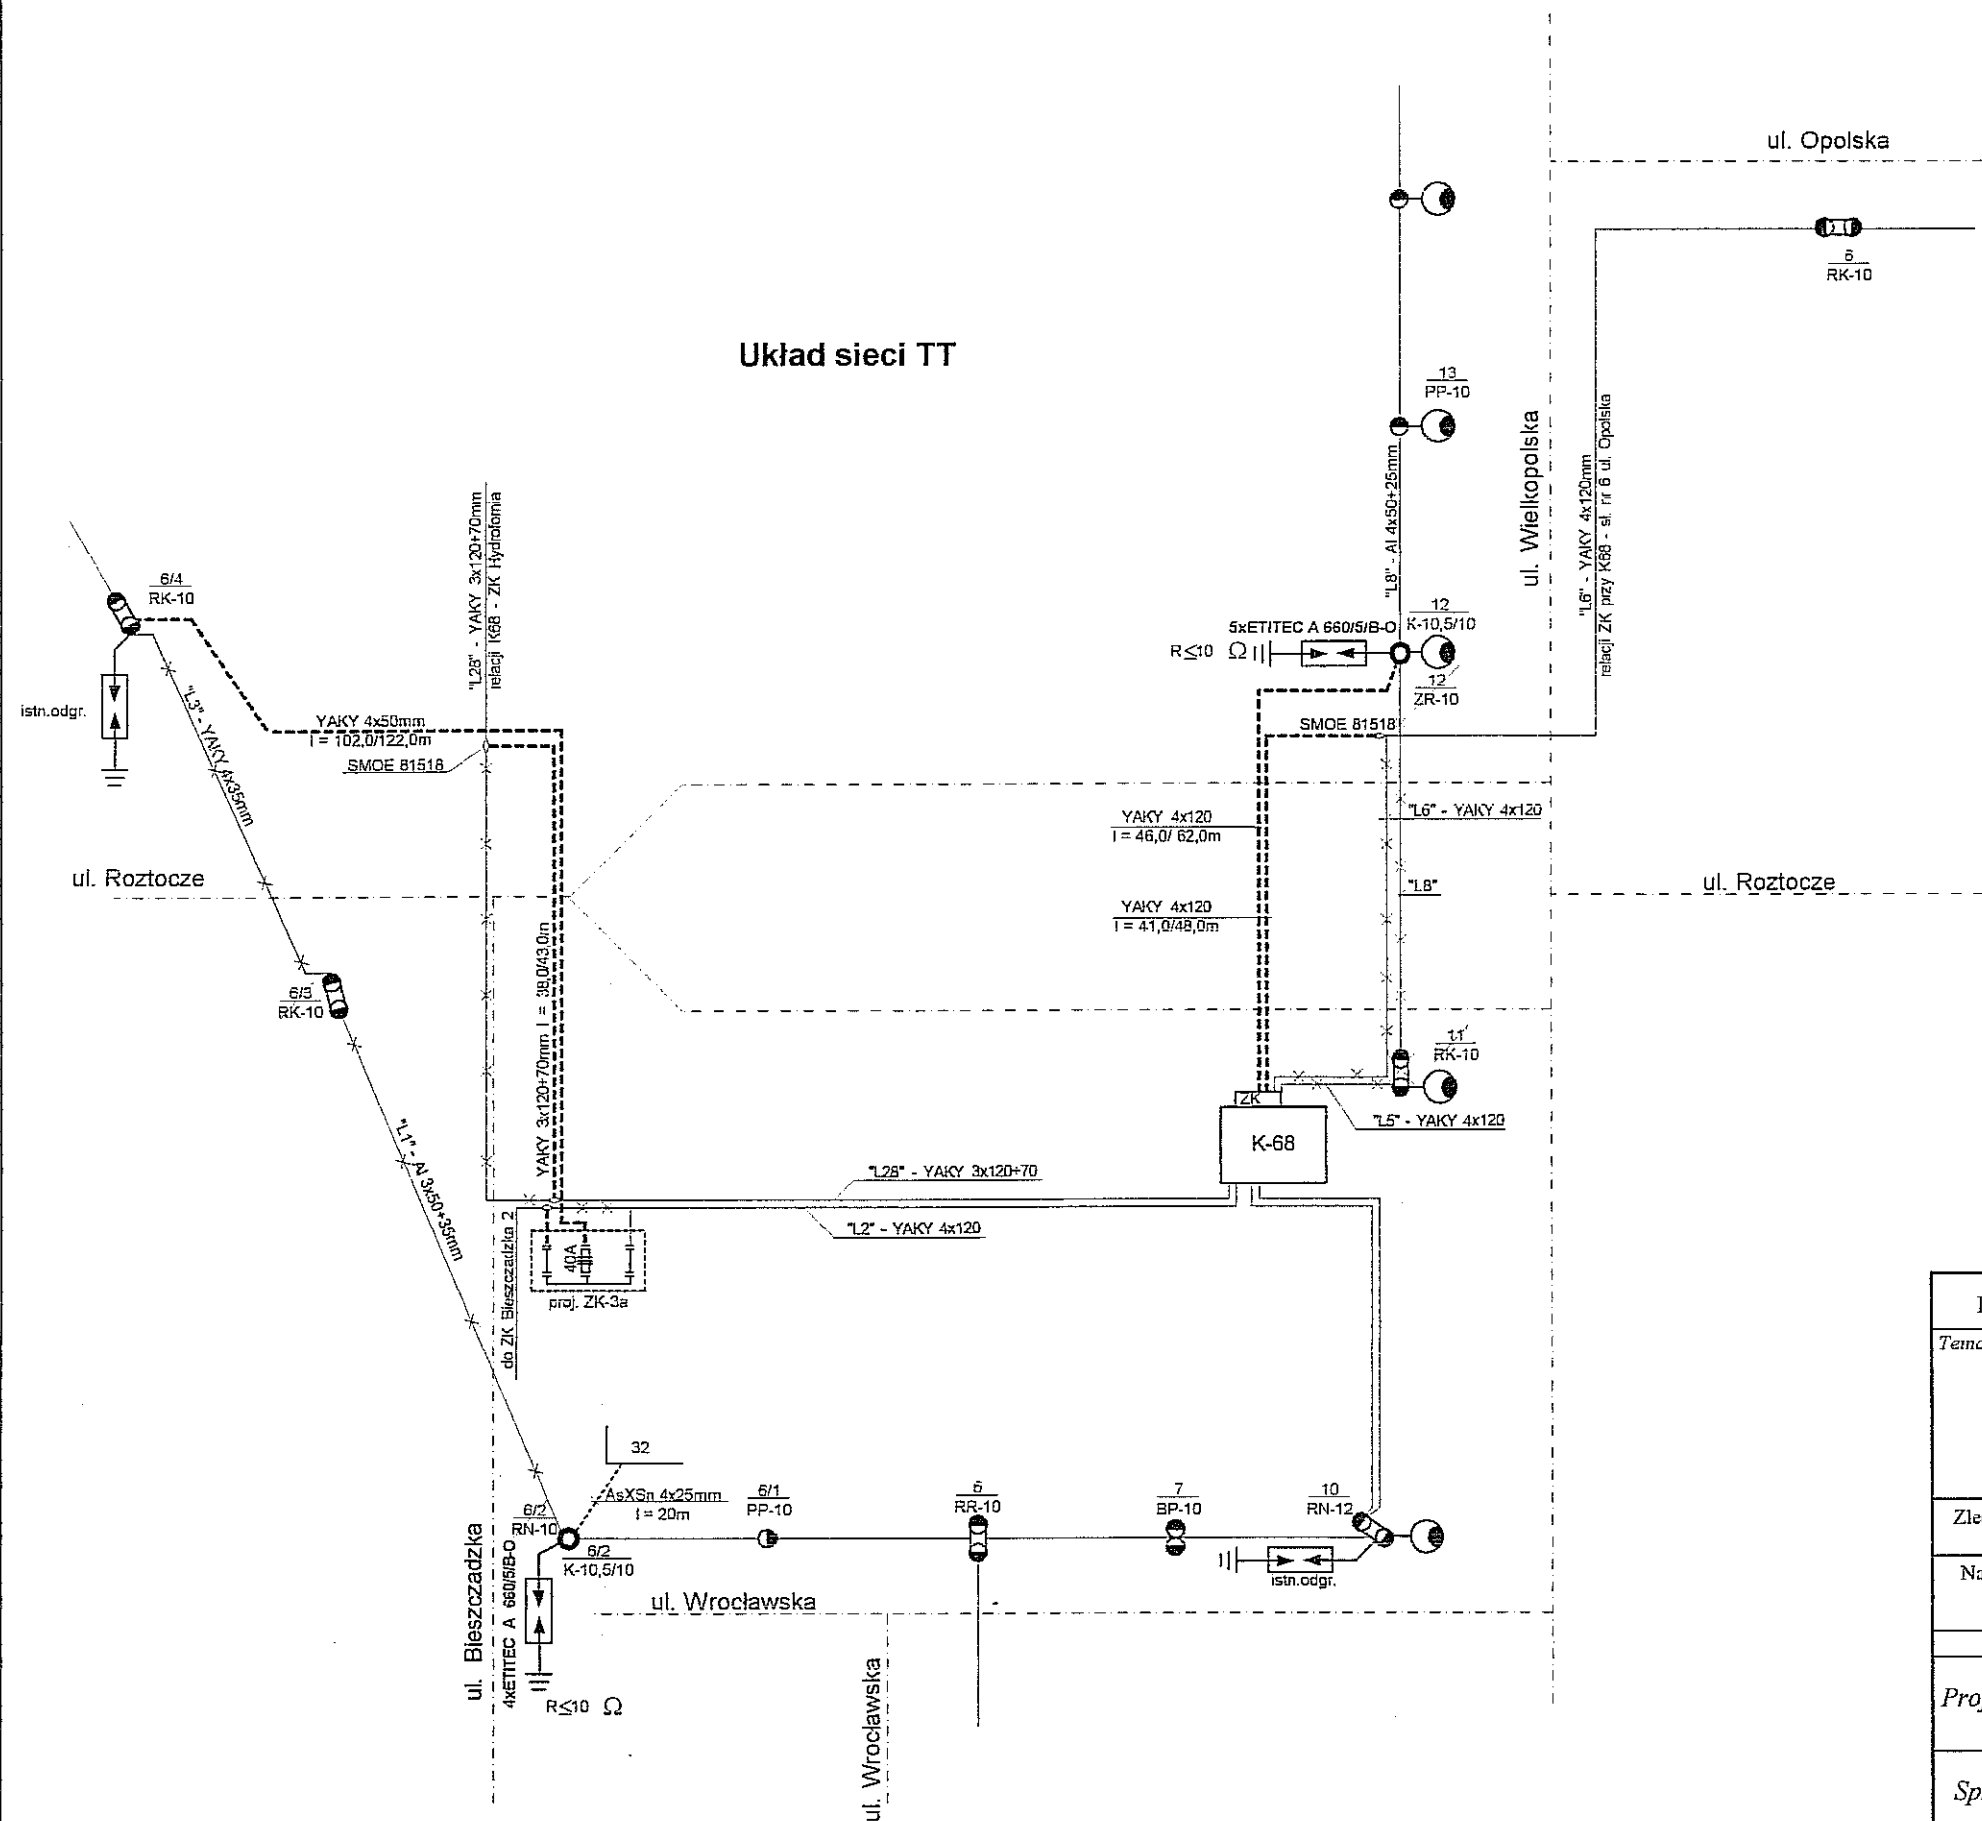 ul. Opolska
6
RK-10
Układ sieci TT
13
PP-10
ul. Wielkopolska
"L8" - Al 4x50+25mm
"L6" - YAKY 4x120mm
relacji ZK przy K68 - sł. nr 6 ul. Opolska
"L28" - YAKY 3x120+70mm
relacji K68 - ZK Hydrofornia
6/4
RK-10
12
K-10,5/10
5xETITEC A 660/5/B-O
R≤10 Ω
12
ZR-10
istn.odgr.
"L3" - YAKY 4x35mm
YAKY 4x50mm
l = 102,0/122,0m
SMOE 81518
SMOE 81518
YAKY 4x120
l = 46,0/ 62,0m
"L6" - YAKY 4x120
ul. Roztocze
"L8"
ul. Roztocze
YAKY 4x120
l = 41,0/48,0m
YAKY 3x120+70mm l = 38,0/43,0m
6/3
RK-10
11
RK-10
ZK
K-68
"L5" - YAKY 4x120
"L1" - Al 3x50+35mm
"L28" - YAKY 3x120+70
"L2" - YAKY 4x120
do ZK Bieszczadzka 2
40A
proj. ZK-3a
32
AsXSn 4x25mm
l = 20m
6/2
RN-10
6/2
K-10,5/10
6/1
PP-10
6
RR-10
7
BP-10
10
RN-12
istn.odgr.
ul. Bieszczadzka
4xETITEC A 660/5/B-O
R≤10 Ω
ul. Wrocławska
ul. Wrocławska